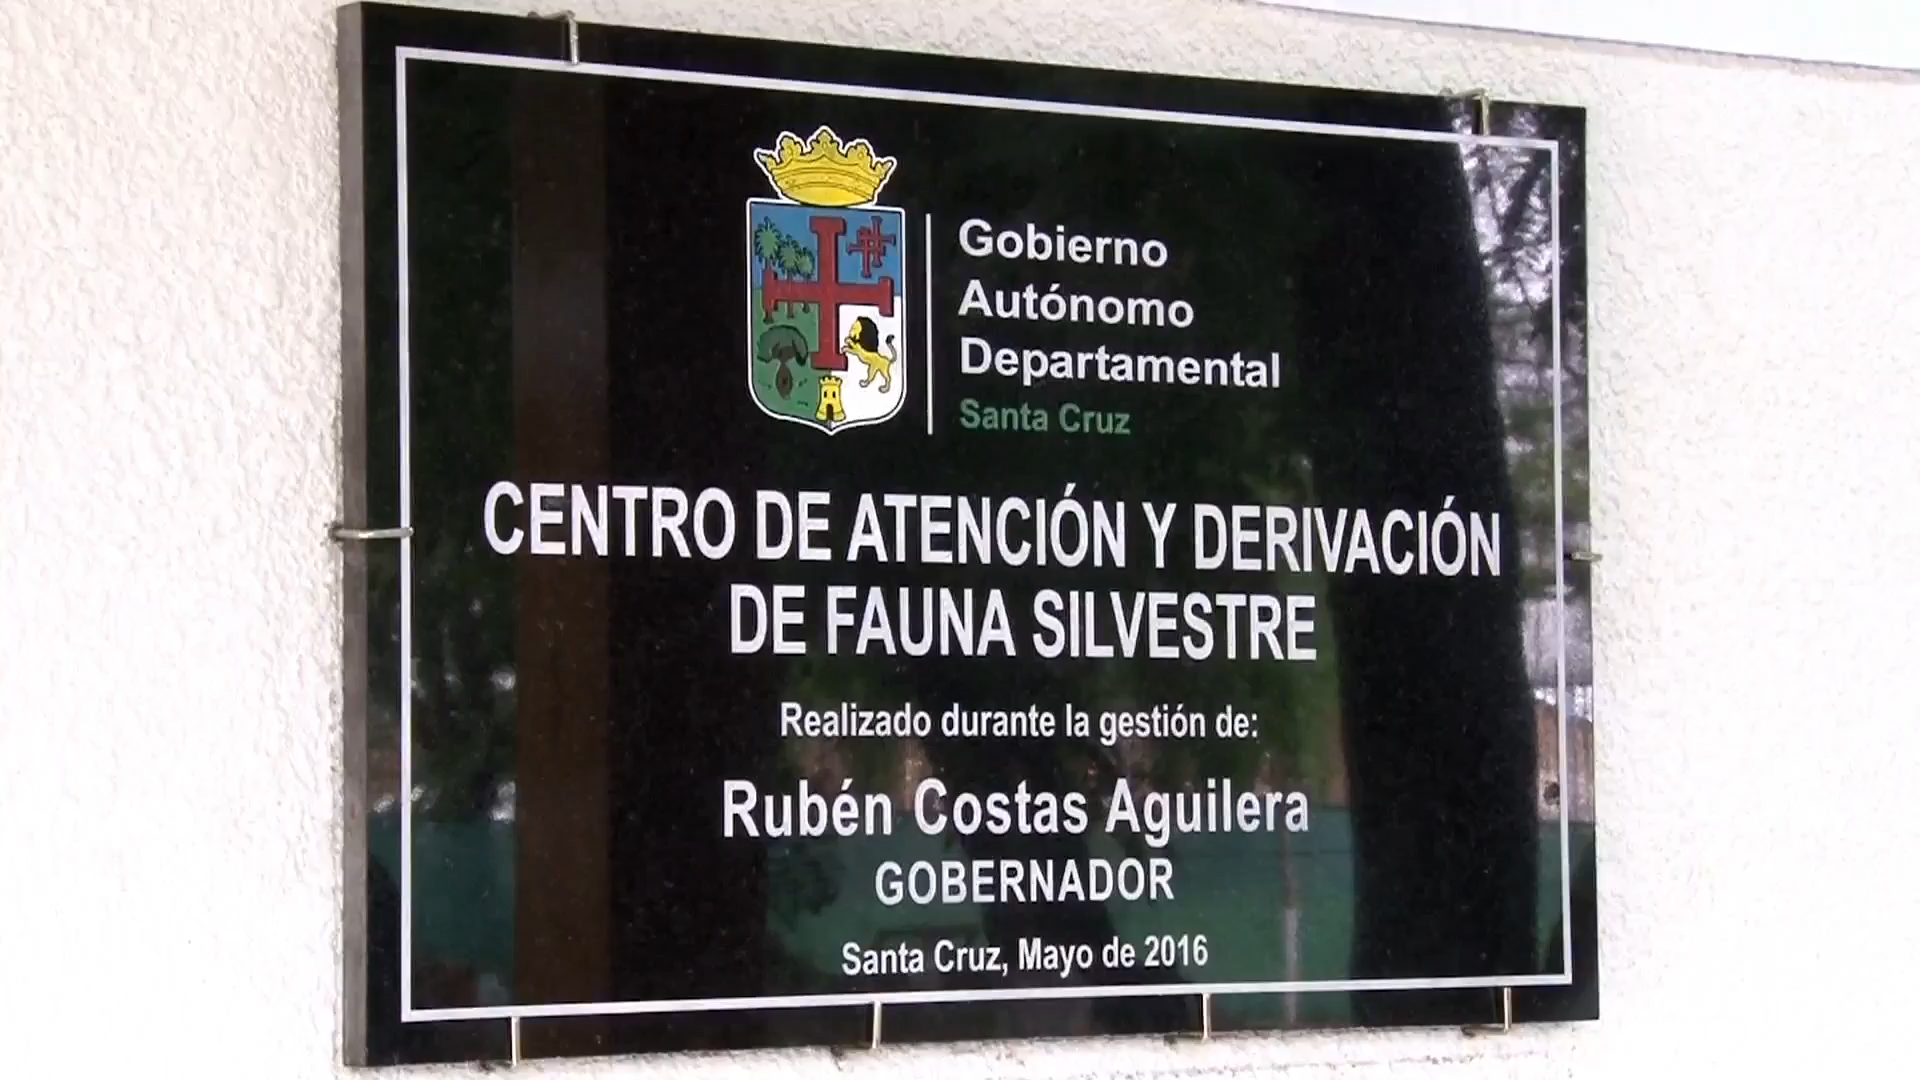 Gobierno
Autónomo
Departamental
Santa Cruz
CENTRO DE ATENCIÓN Y DERIVACIÓN
DE FAUNA SILVESTRE
Realizado durante la gestión de:
Rubén Costas Aguilera
GOBERNADOR
Santa Cruz, Mayo de 2016